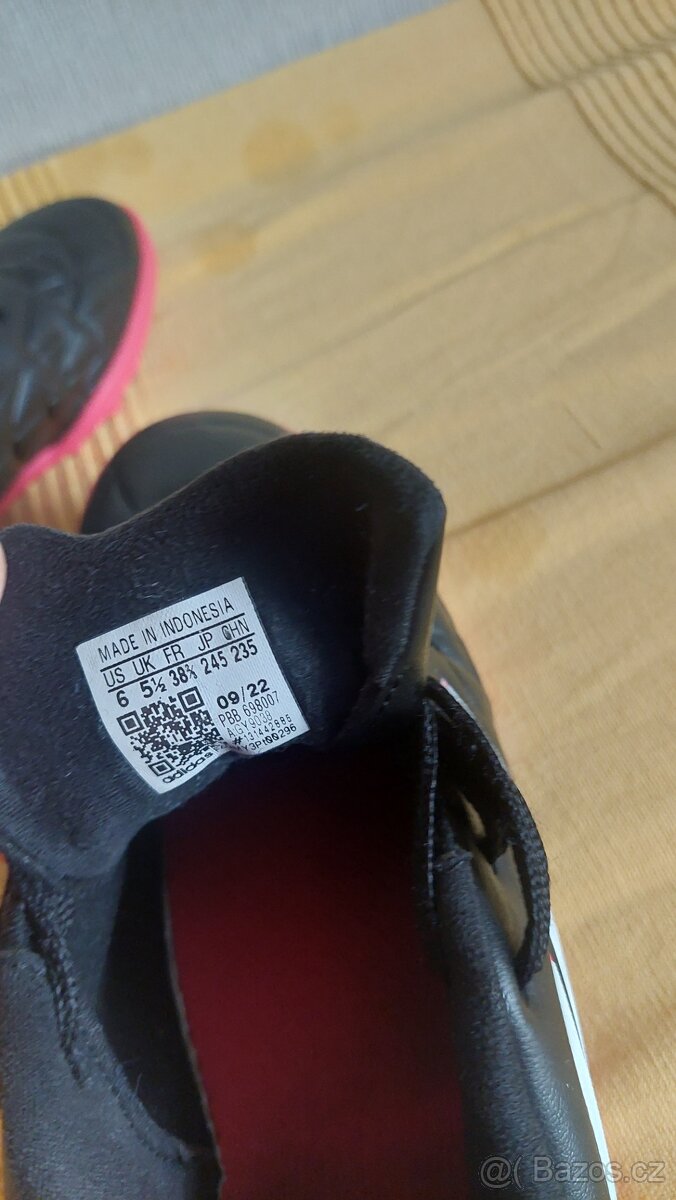 MADE IN INDONESIA
US UK FR JP CHN
6 5½ 38⅔ 245 235
09/22
PBB 698007
#131442885
adidas
@( Bazos.cz